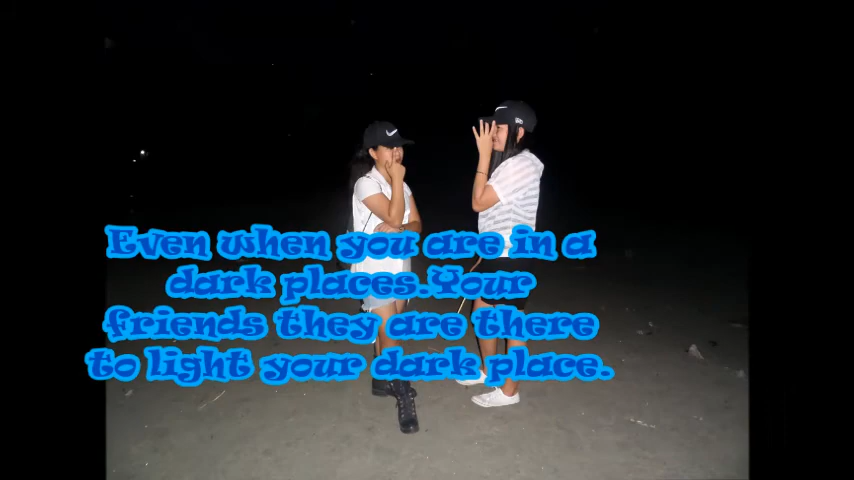 Even when you are in a
dark places.Your
friends they are there
to light your dark place.